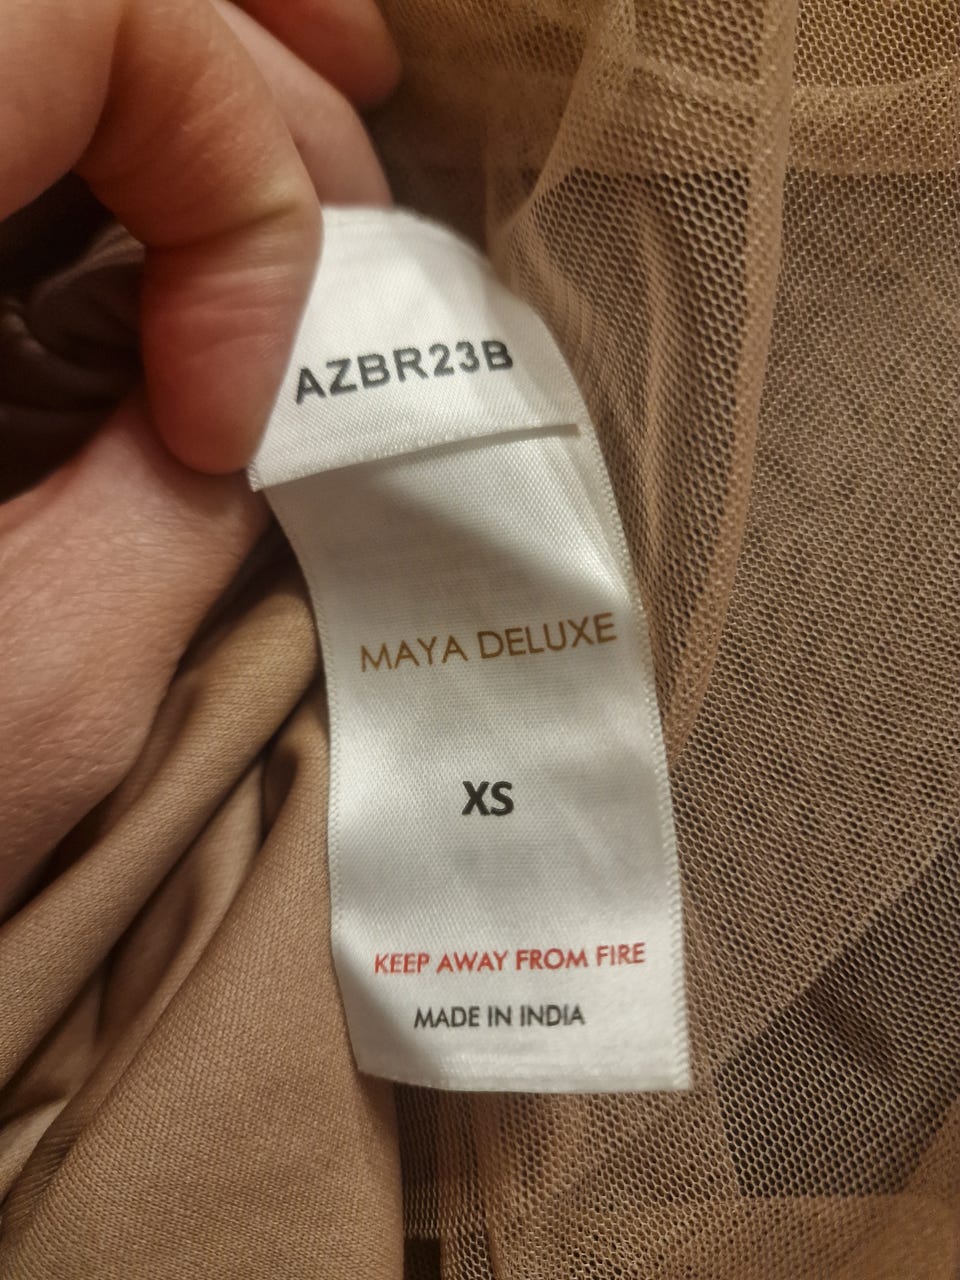 AZBR23B
MAYA DELUXE
XS
KEEP AWAY FROM FIRE
MADE IN INDIA